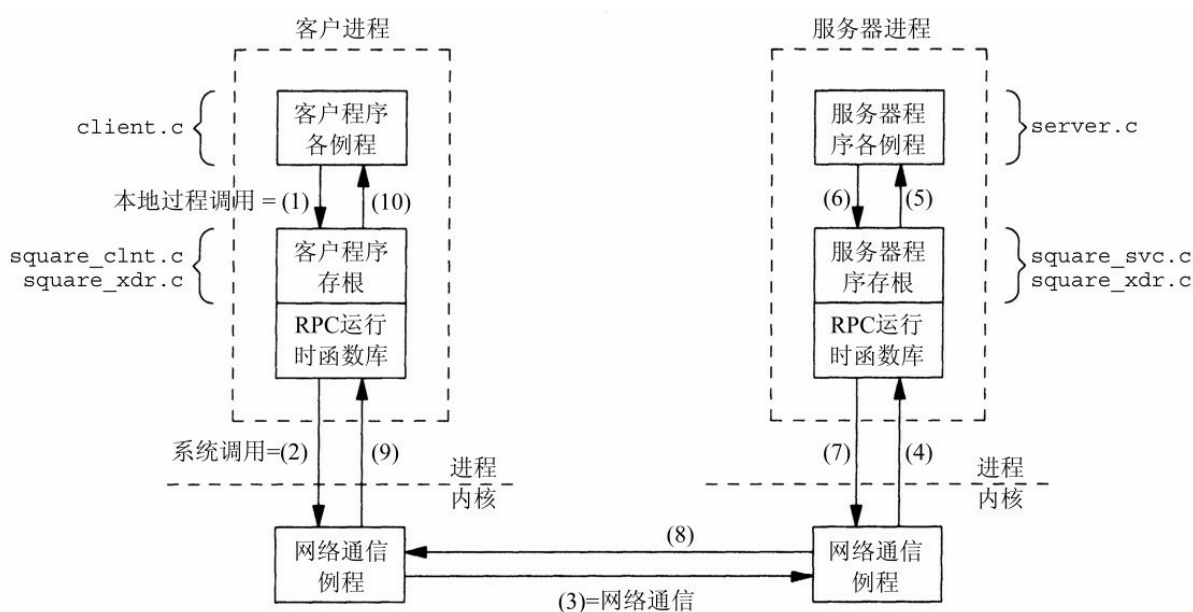 客户进程
服务器进程
client.c
客户程序
各例程
服务器程
序各例程
server.c
本地过程调用 = (1)
(10)
(6)
(5)
square_clnt.c
square_xdr.c
客户程序
存根
服务器程
序存根
square_svc.c
square_xdr.c
RPC运行
时函数库
RPC运行
时函数库
系统调用=(2)
(9)
(7)
(4)
进程
内核
进程
内核
网络通信
例程
(8)
(3)=网络通信
网络通信
例程